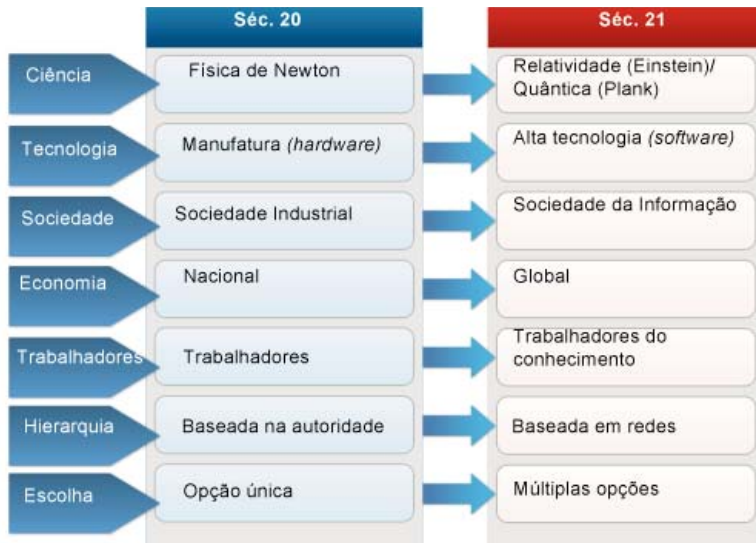 Séc. 20
Séc. 21
Ciência
Física de Newton
Relatividade (Einstein)/
Quântica (Plank)
Tecnologia
Manufatura (hardware)
Alta tecnologia (software)
Sociedade
Sociedade Industrial
Sociedade da Informação
Economia
Nacional
Global
Trabalhadores
Trabalhadores
Trabalhadores do
conhecimento
Hierarquia
Baseada na autoridade
Baseada em redes
Escolha
Opção única
Múltiplas opções